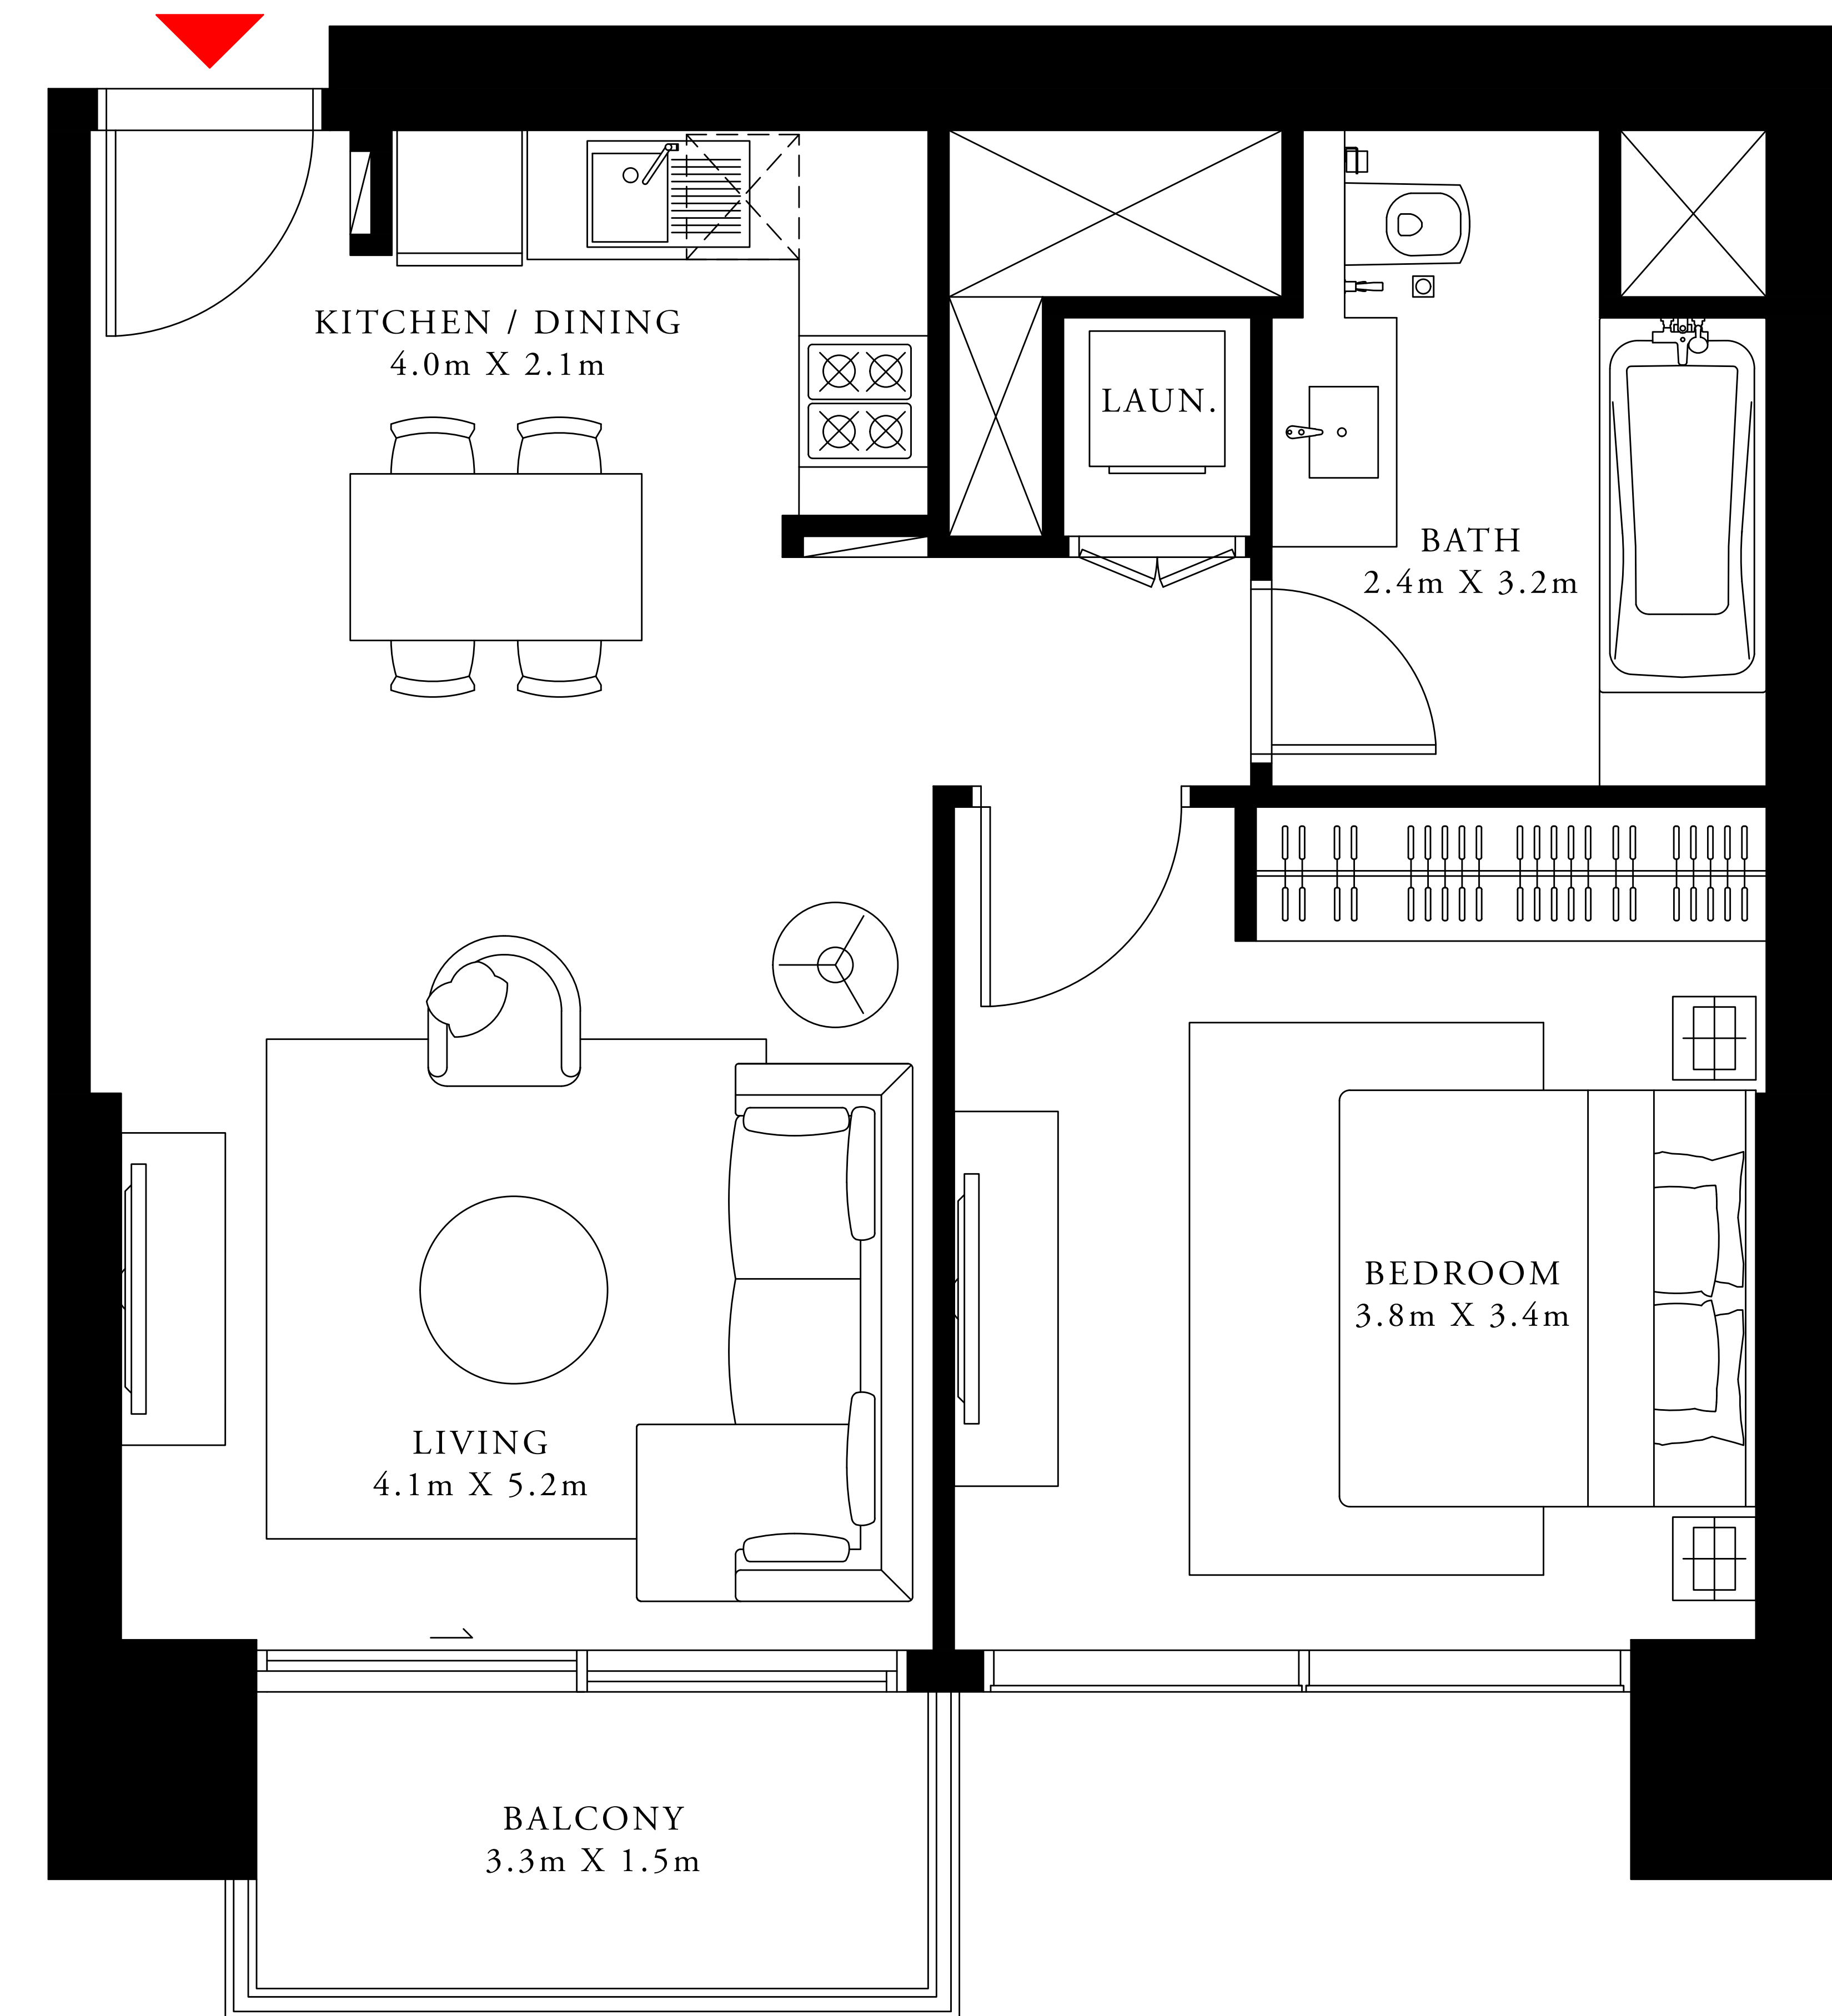 KITCHEN / DINING
4.0m X 2.1m
LAUN.
BATH
2.4m X 3.2m
BEDROOM
3.8m X 3.4m
LIVING
4.1m X 5.2m
BALCONY
3.3m X 1.5m